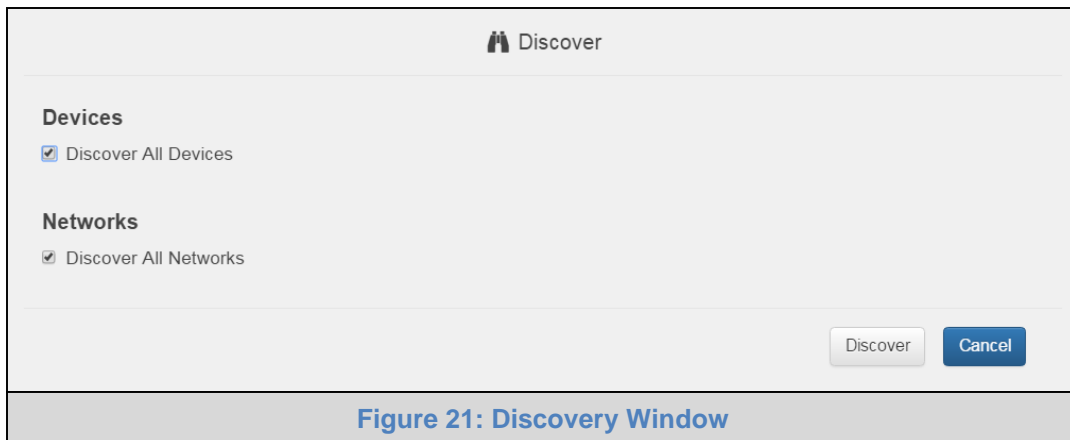 Discover
Devices
Discover All Devices
Networks
Discover All Networks
Discover Cancel
Figure 21: Discovery Window